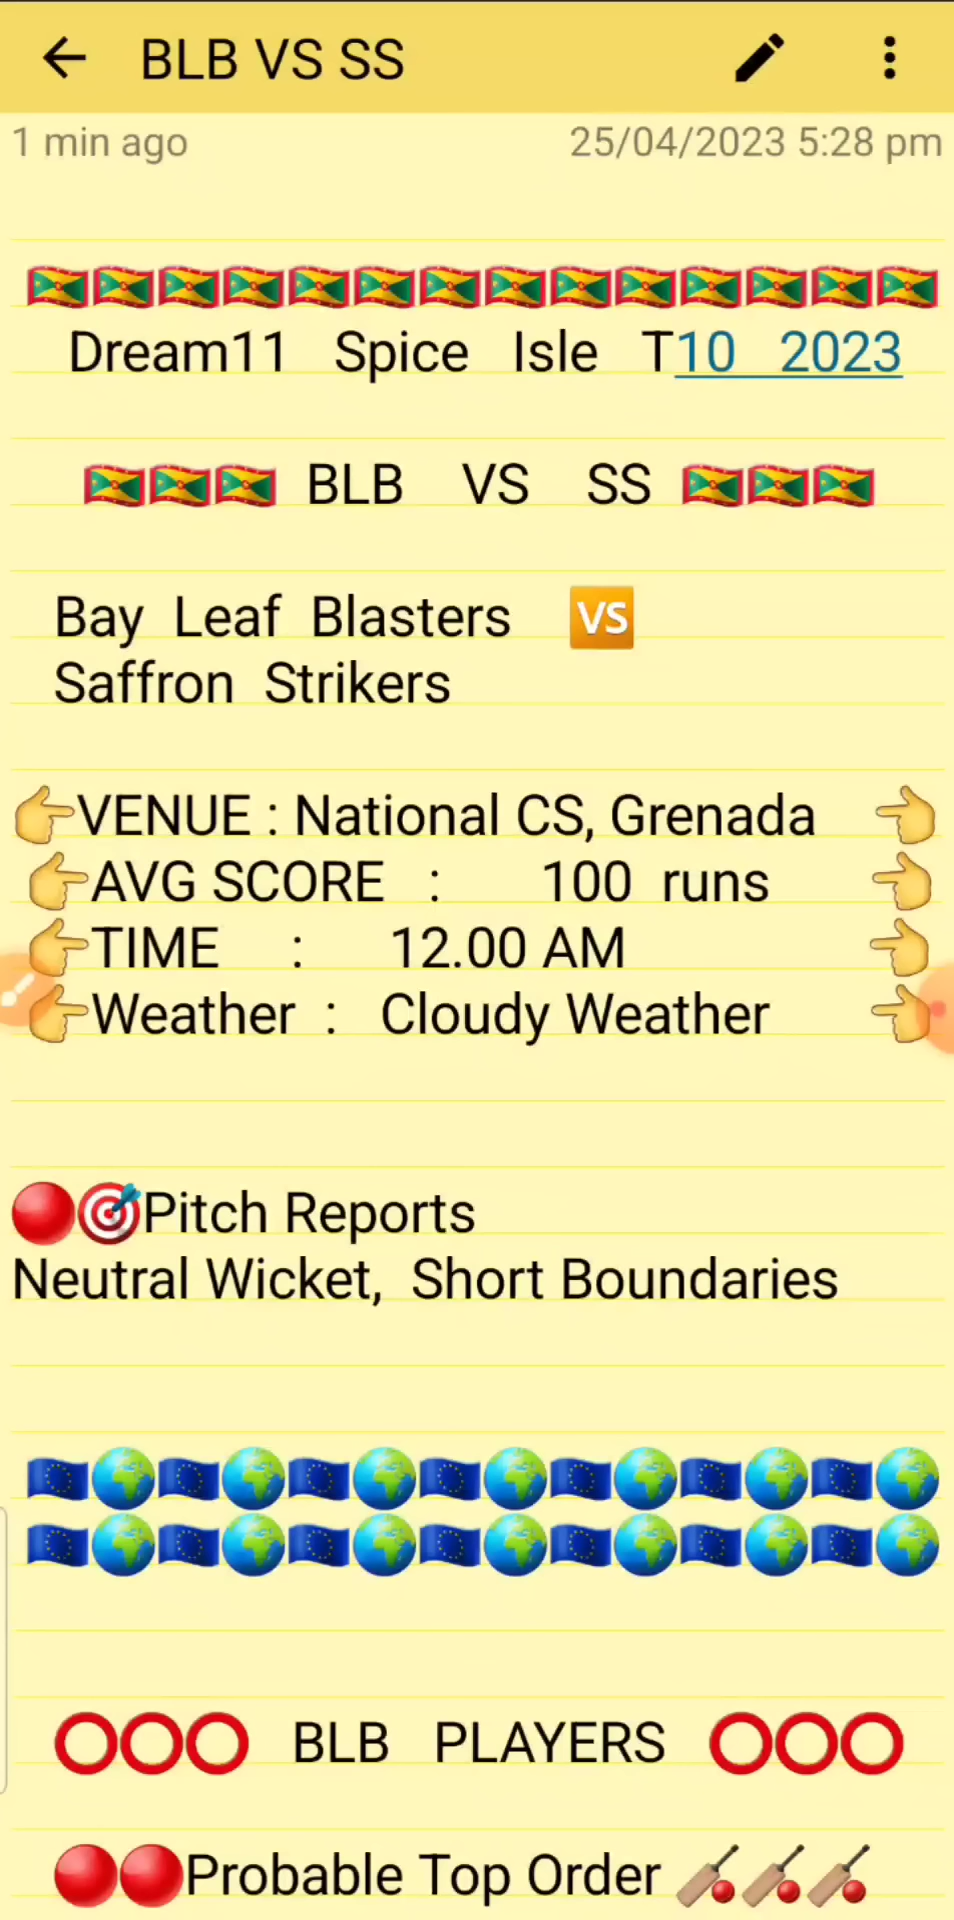 BLB VS SS
1 min ago 25/04/2023 5:28 pm
Dream11 Spice Isle T10 2023
BLB VS SS
Bay Leaf Blasters VS
Saffron Strikers
VENUE : National CS, Grenada
AVG SCORE : 100 runs
TIME : 12.00 AM
Weather : Cloudy Weather
Pitch Reports
Neutral Wicket, Short Boundaries
BLB PLAYERS
Probable Top Order